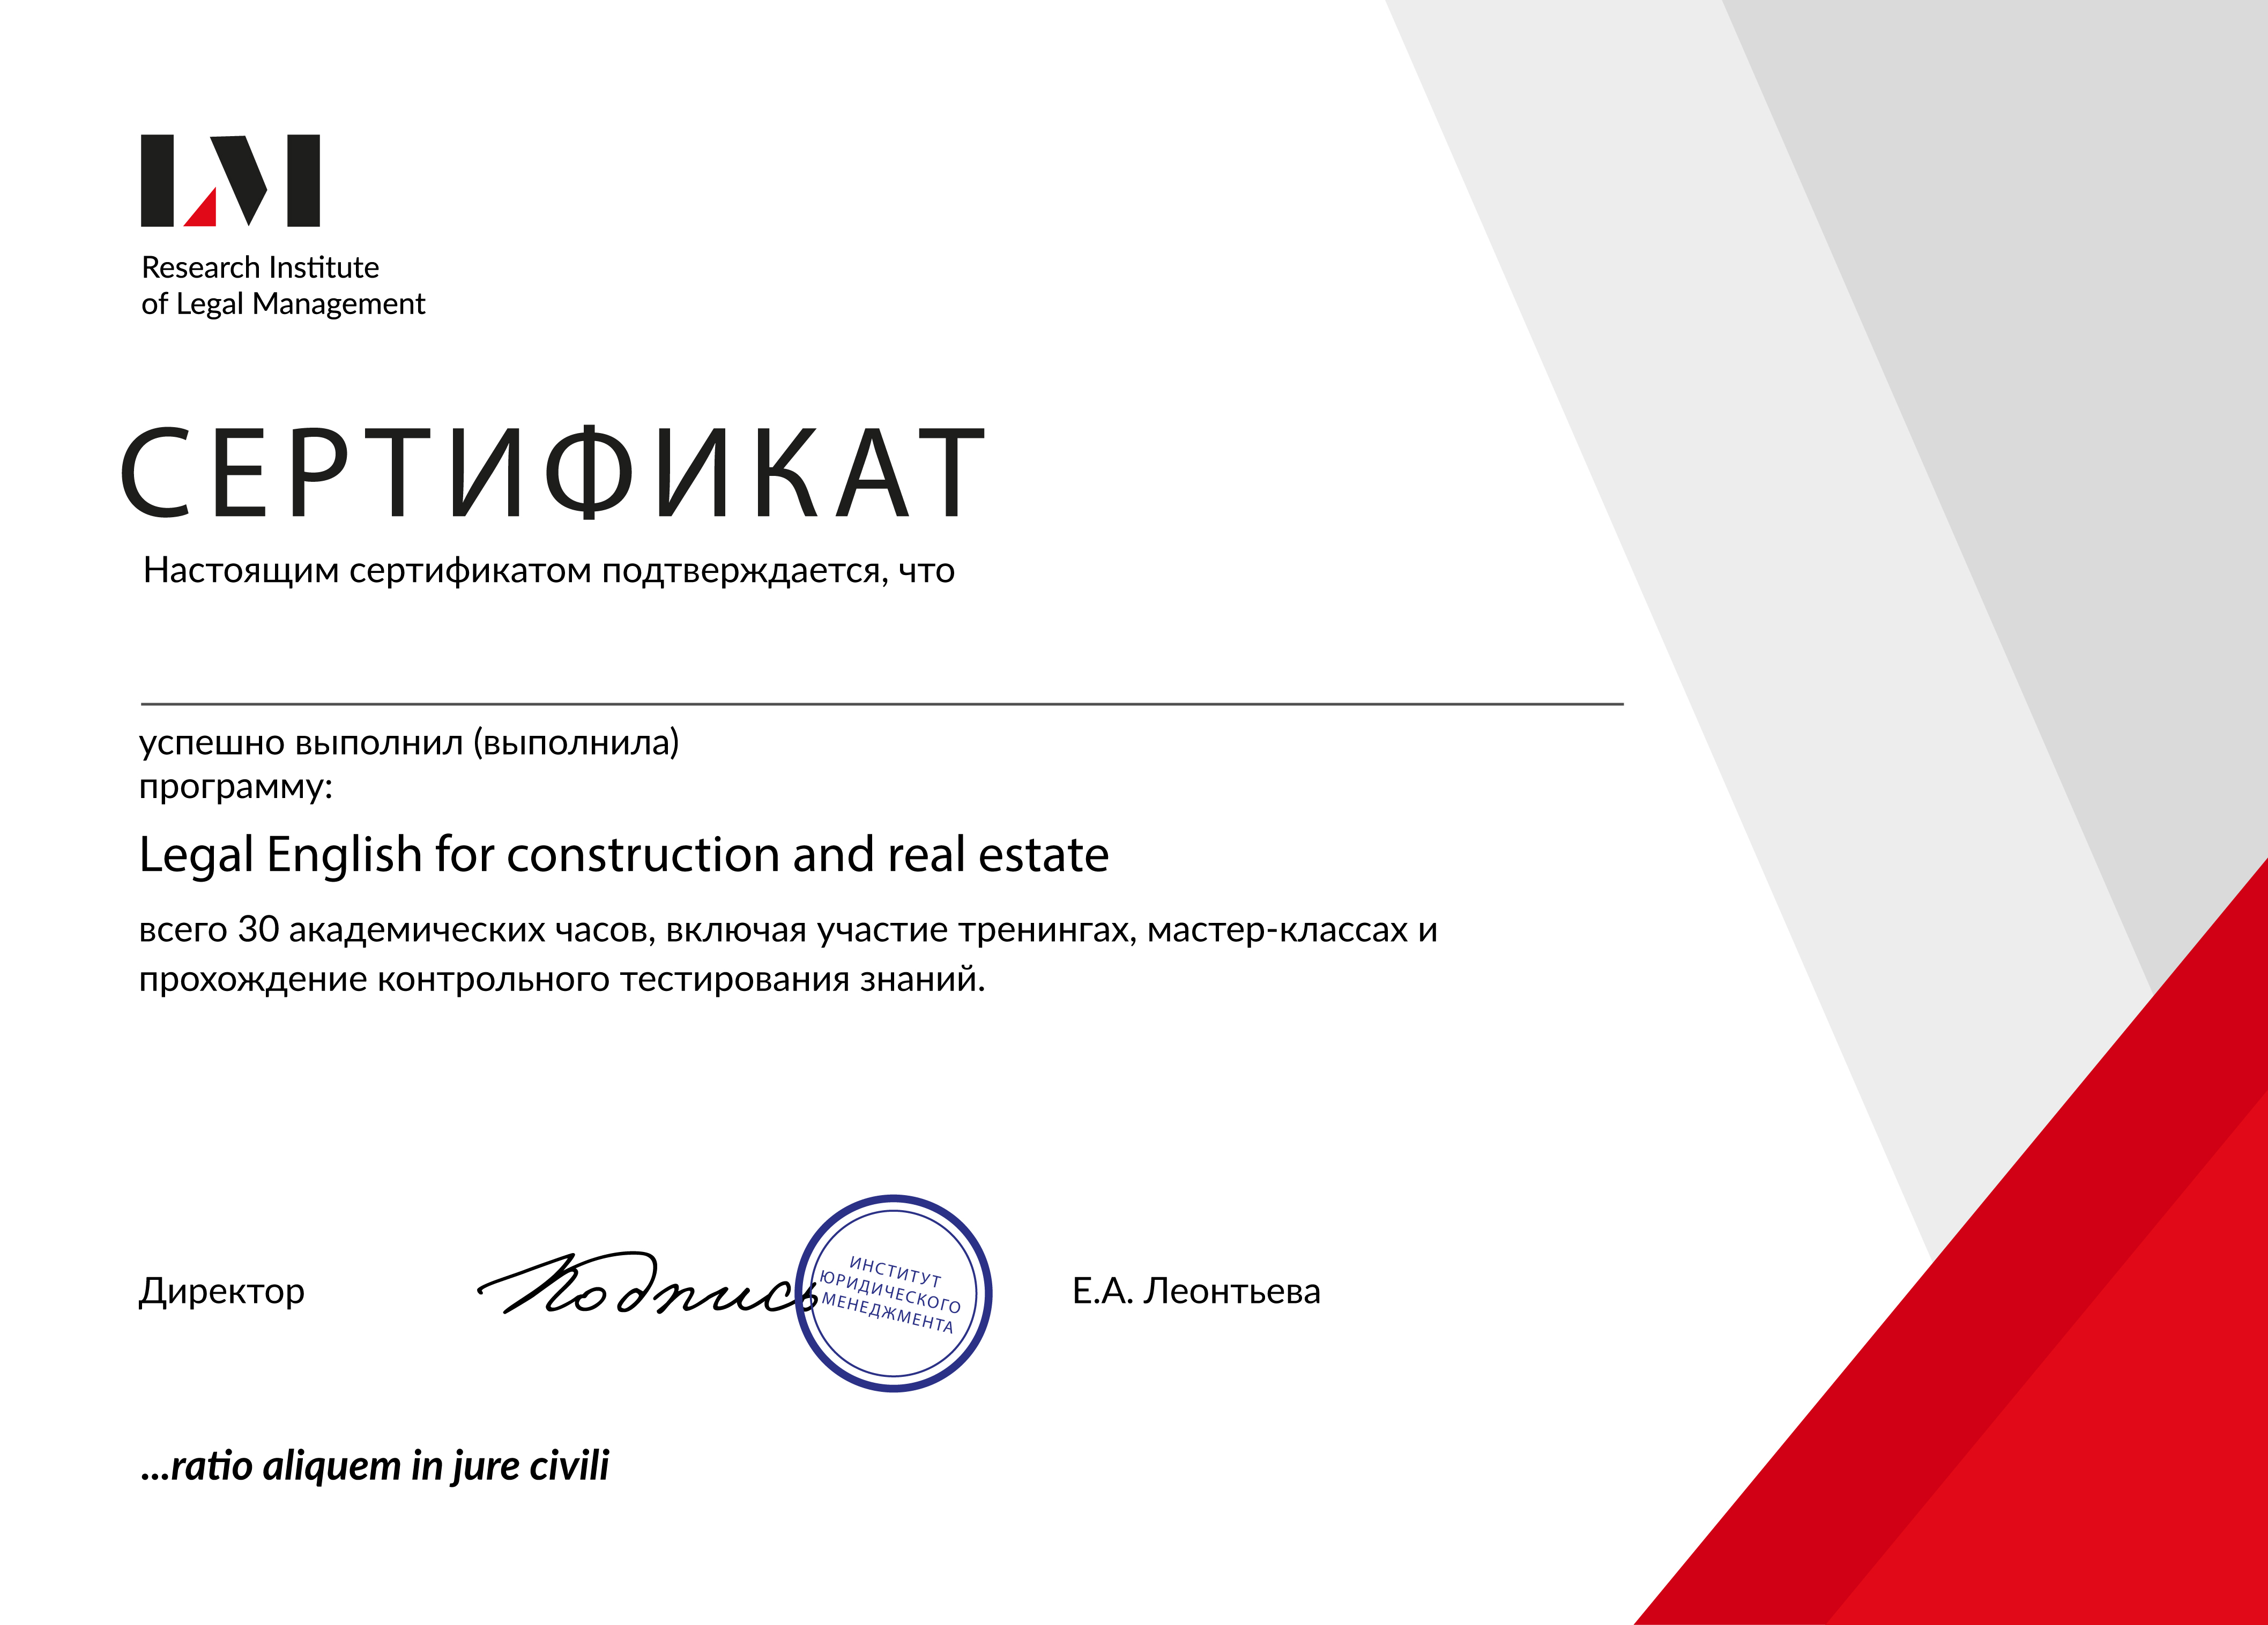 Research Institute
of Legal Management
СЕРТИФИКАТ
Настоящим сертификатом подтверждается, что
успешно выполнил (выполнила)
программу:
Legal English for construction and real estate
всего 30 академических часов, включая участие тренингах, мастер-классах и
прохождение контрольного тестирования знаний.
Директор
Подпись
ИНСТИТУТ
ЮРИДИЧЕСКОГО
МЕНЕДЖМЕНТА
Е.А. Леонтьева
...ratio aliquem in jure civili